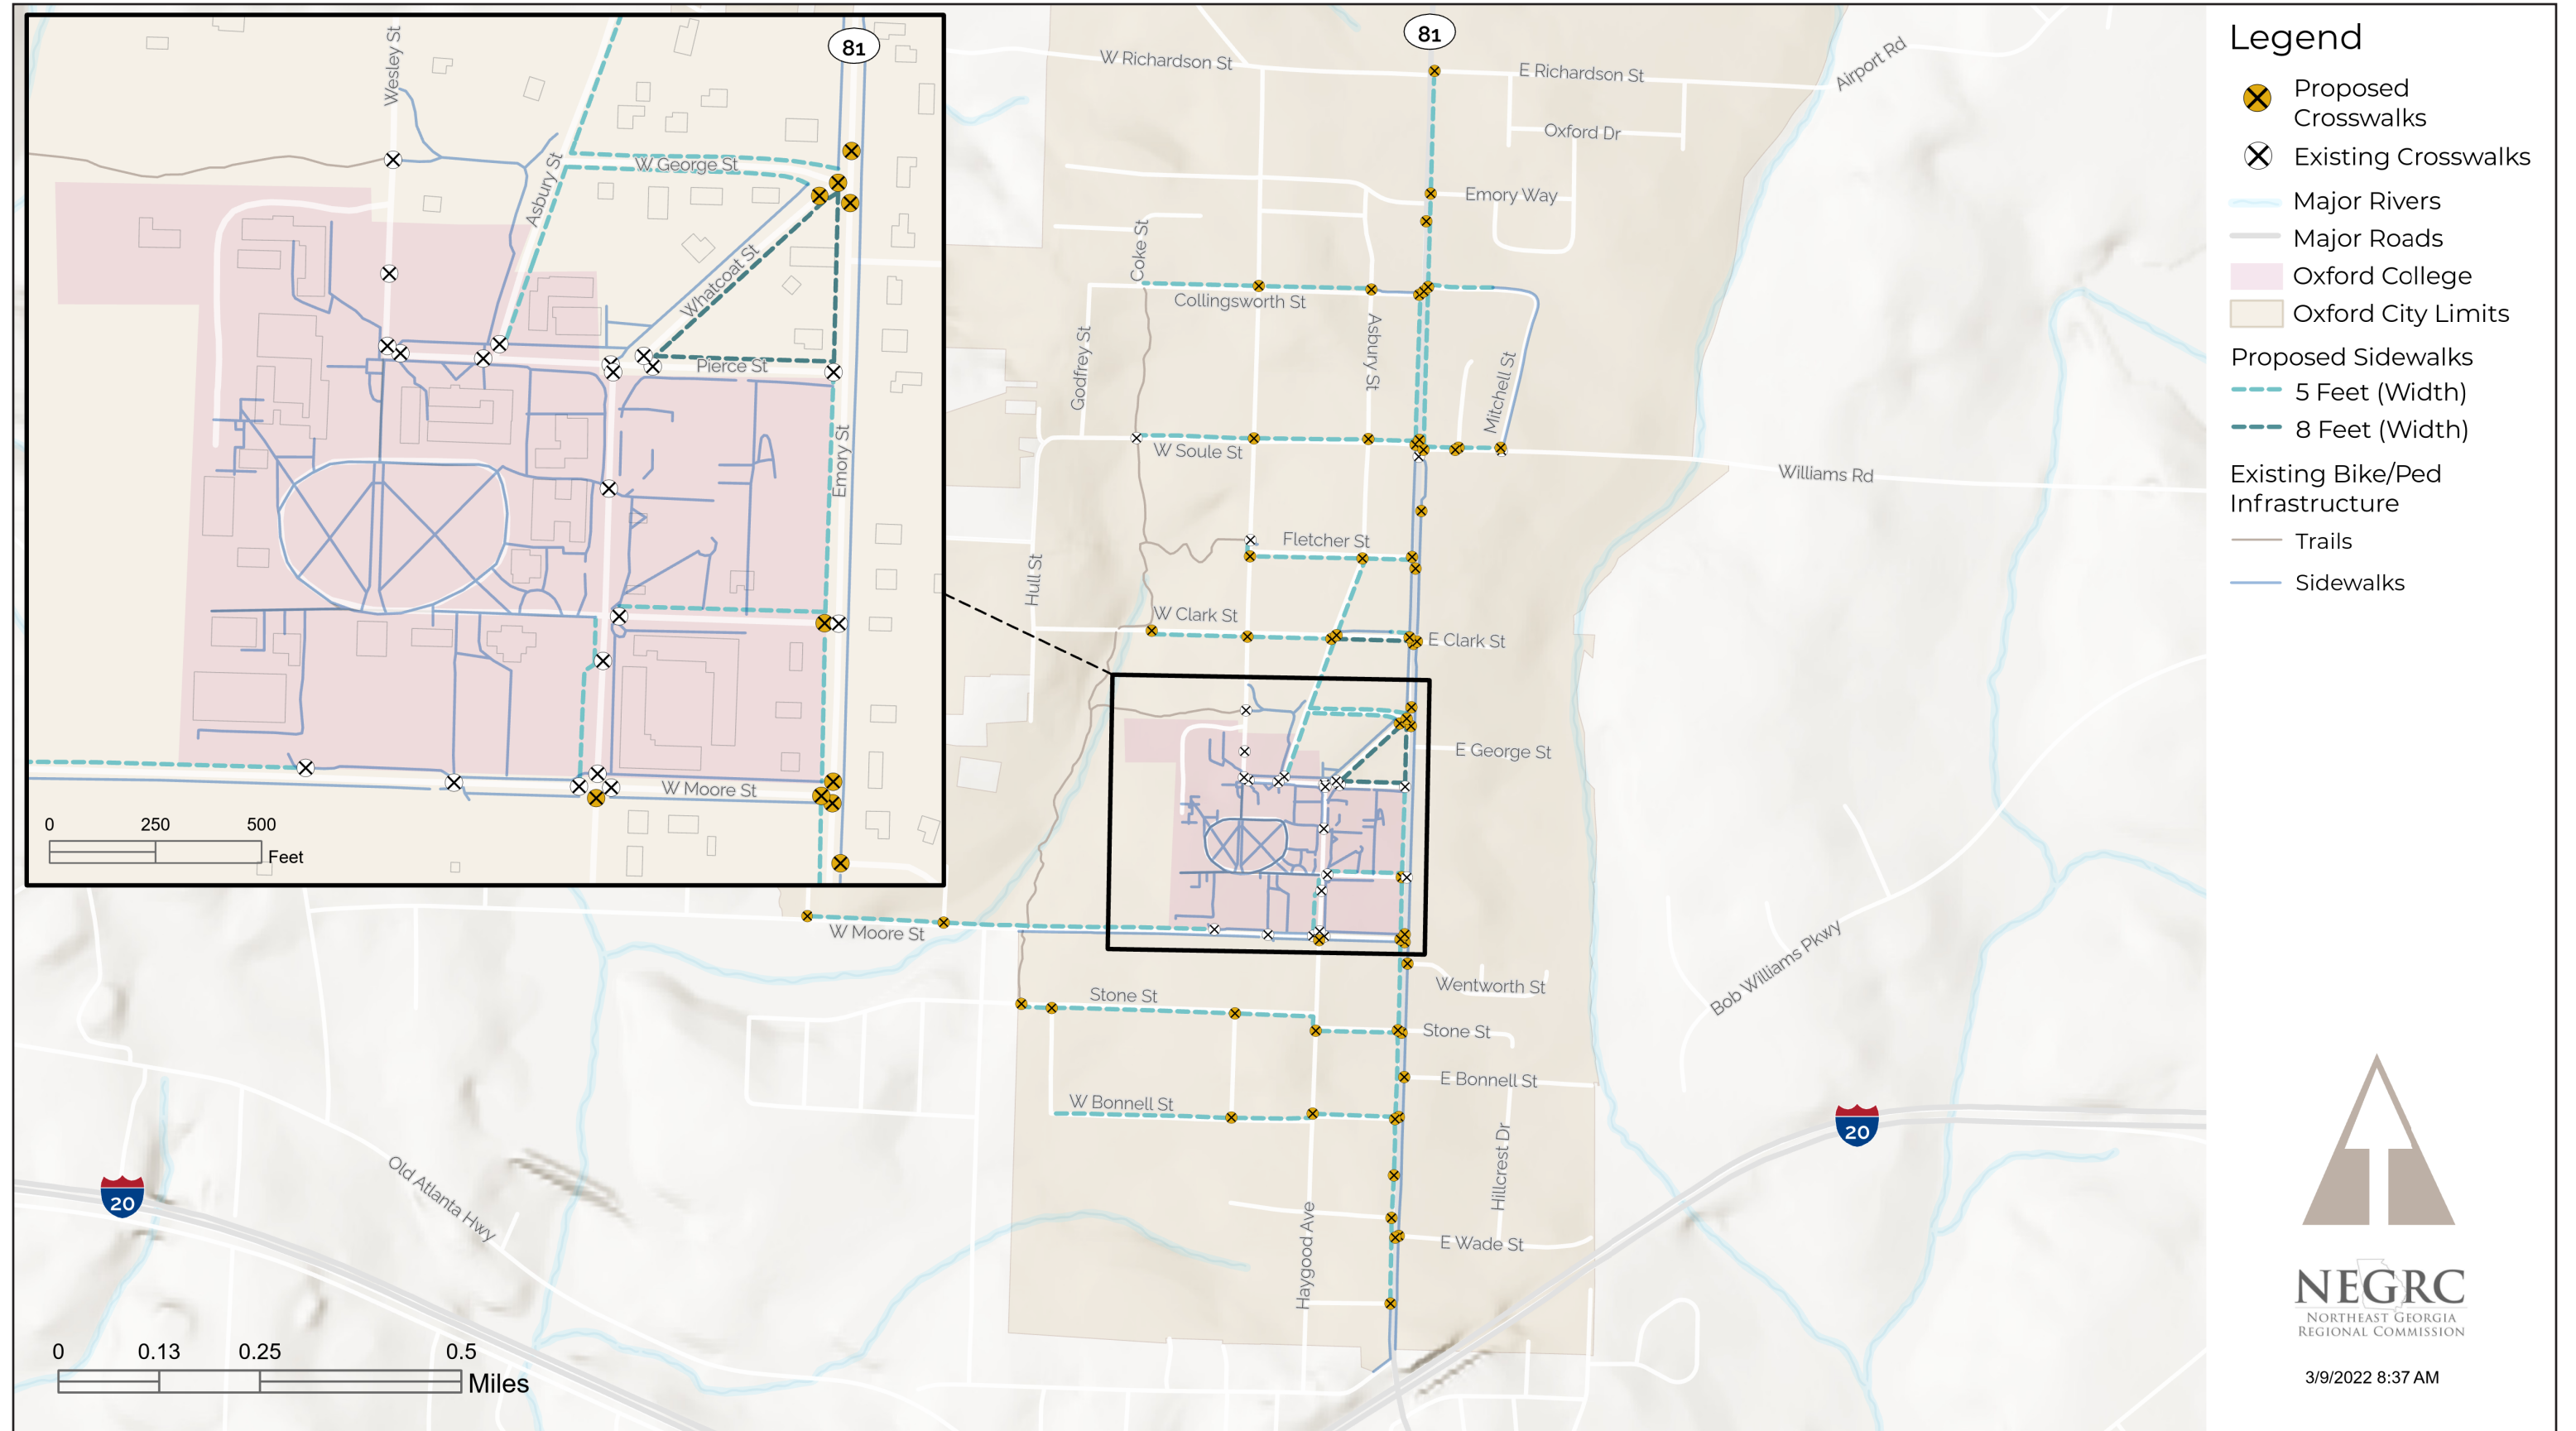 Wesley St
81
W George St
Asbury St
Whatcoat St
Pierce St
Emory St
W Moore St
0 250 500
Feet
81
W Richardson St
E Richardson St
Airport Rd
Oxford Dr
Emory Way
Coke St
Collingsworth St
Godfrey St
Asbury St
Mitchell St
W Soule St
Williams Rd
Fletcher St
Hull St
W Clark St
E Clark St
E George St
W Moore St
Bob Williams Pkwy
Wentworth St
Stone St
Stone St
E Bonnell St
W Bonnell St
Hillcrest Dr
20
20
Old Atlanta Hwy
Haygood Ave
E Wade St
0 0.13 0.25 0.5
Miles
Legend
Proposed
Crosswalks
Existing Crosswalks
Major Rivers
Major Roads
Oxford College
Oxford City Limits
Proposed Sidewalks
5 Feet (Width)
8 Feet (Width)
Existing Bike/Ped
Infrastructure
Trails
Sidewalks
NEGRC
Northeast Georgia
Regional Commission
3/9/2022 8:37 AM